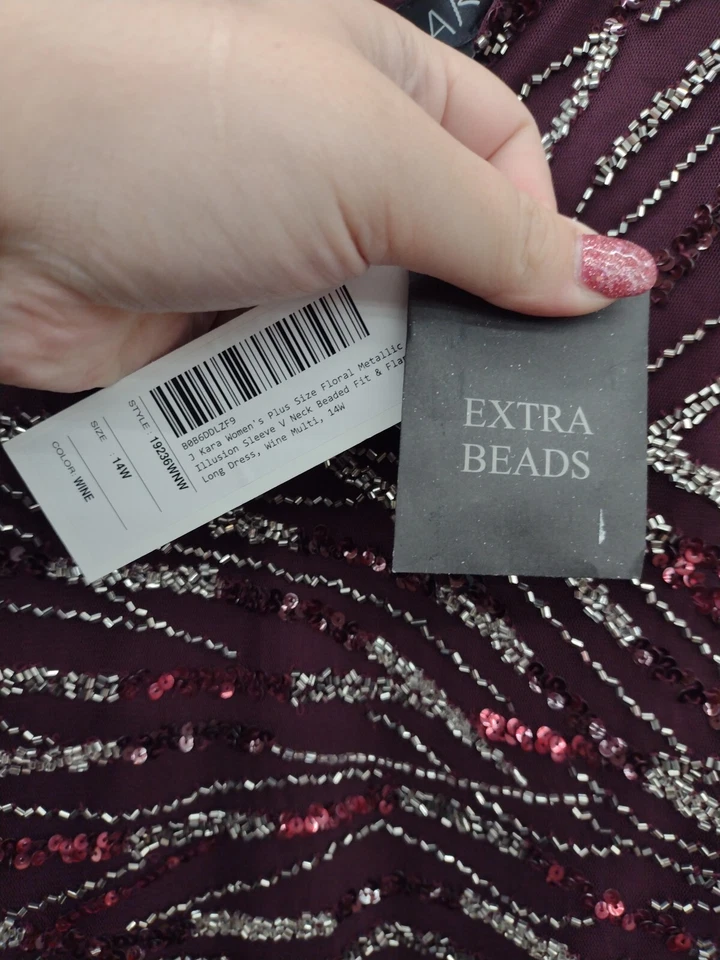 AR
STYLE 19236WNW
SIZE 14W
COLOR WINE
B0B6DDLZF9
J Kara Women's Plus Size Floral Metallic
Illusion Sleeve V Neck Beaded Fit &
Long Dress, Wine Multi, 14W
EXTRA
BEADS